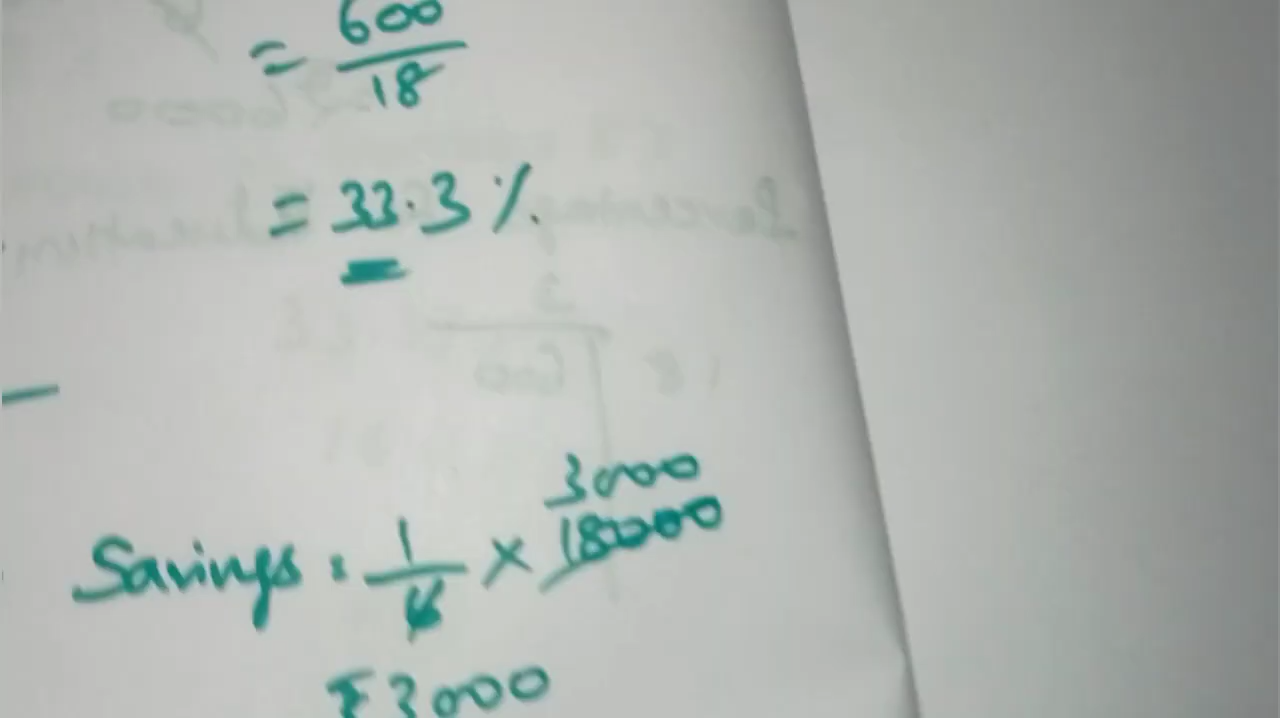 = 600/18
= 33.3 %.
Savings = 1/6 × 18000 3000
₹ 3000